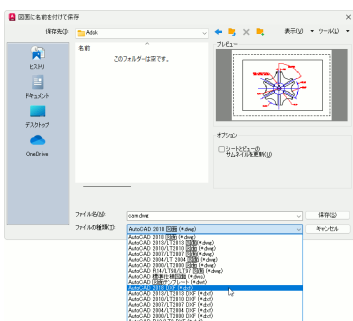 図面に名前を付けて保存
保存先(I): Adsk 表示(V) ツール(L)
名前
このフォルダーは空です。
プレビュー
ヒストリ
ドキュメント
デスクトップ
OneDrive
オプション
シートとビューの
サムネイルを更新(U)
ファイル名(N): cam.dwg 保存(S)
ファイルの種類(T): AutoCAD 2018 図面 (*.dwg) キャンセル
AutoCAD 2018 図面 (*.dwg)
AutoCAD 2013/LT2013 図面 (*.dwg)
AutoCAD 2010/LT2010 図面 (*.dwg)
AutoCAD 2007/LT2007 図面 (*.dwg)
AutoCAD 2004/LT 2004 図面 (*.dwg)
AutoCAD 2000/LT2000 図面 (*.dwg)
AutoCAD R14/LT98/LT97 図面 (*.dwg)
AutoCAD 標準仕様図面 (*.dws)
AutoCAD 図面テンプレート (*.dwt)
AutoCAD 2018 DXF (*.dxf)
AutoCAD 2013/LT2013 DXF (*.dxf)
AutoCAD 2010/LT2010 DXF (*.dxf)
AutoCAD 2007/LT2007 DXF (*.dxf)
AutoCAD 2004/LT2004 DXF (*.dxf)
AutoCAD 2000/LT2000 DXF (*.dxf)